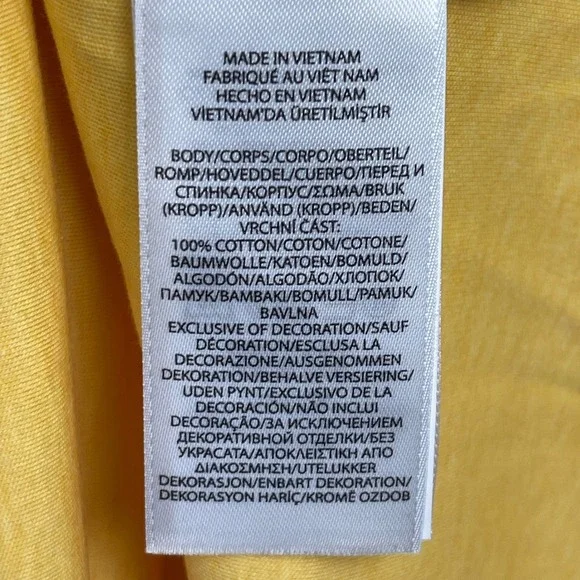 MADE IN VIETNAM
FABRIQUÉ AU VIÊT NAM
HECHO EN VIETNAM
VİETNAM'DA ÜRETİLMİŞTİR
BODY/CORPS/CORPO/OBERTEIL/
ROMP/HOVEDDEL/CUERPO/ПЕРЕД И
СПИНКА/КОРПУС/ΣΩΜΑ/BRUK
(KROPP)/ANVÄND (KROPP)/BEDEN/
VRCHNÍ ČÁST:
100% COTTON/COTON/COTONE/
BAUMWOLLE/KATOEN/BOMULD/
ALGODÓN/ALGODÃO/ХЛОПОК/
ПАМУК/ΒΑΜΒΑΚΙ/BOMULL/PAMUK/
BAVLNA
EXCLUSIVE OF DECORATION/SAUF
DÉCORATION/ESCLUSA LA
DECORAZIONE/AUSGENOMMEN
DEKORATION/BEHALVE VERSIERING/
UDEN PYNT/EXCLUSIVO DE LA
DECORACIÓN/NÃO INCLUI
DECORAÇÃO/ЗА ИСКЛЮЧЕНИЕМ
ДЕКОРАТИВНОЙ ОТДЕЛКИ/БЕЗ
УКРАСАТА/ΑΠΟΚΛΕΙΣΤΙΚΗ ΑΠΟ
ΔΙΑΚΟΣΜΗΣΗ/UTELUKKER
DEKORASJON/ENBART DEKORATION/
DEKORASYON HARİÇ/KROMĚ OZDOB